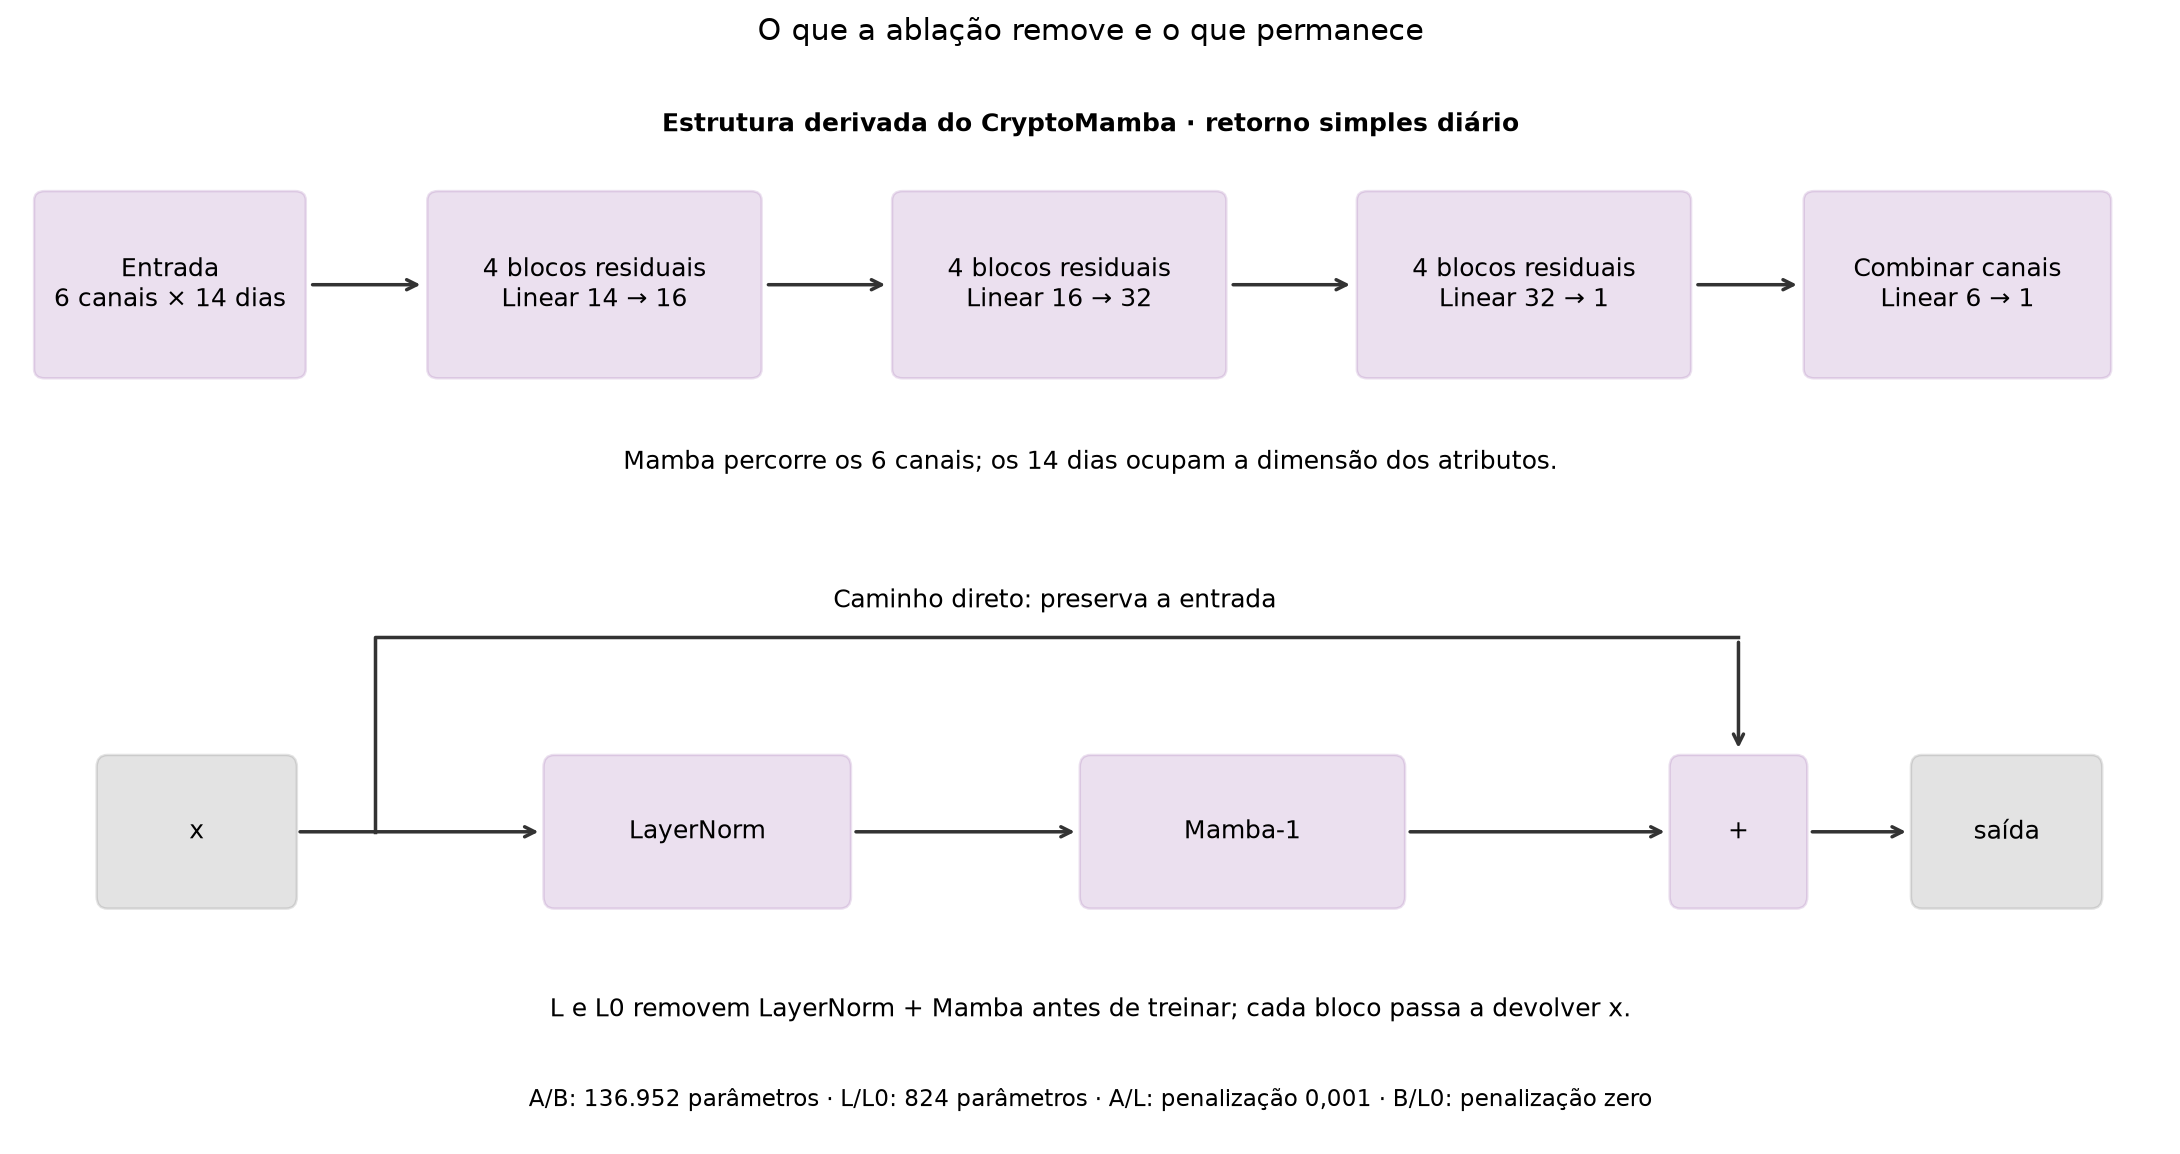 O que a ablação remove e o que permanece
Estrutura derivada do CryptoMamba · retorno simples diário
Entrada
6 canais × 14 dias
4 blocos residuais
Linear 14 → 16
4 blocos residuais
Linear 16 → 32
4 blocos residuais
Linear 32 → 1
Combinar canais
Linear 6 → 1
Mamba percorre os 6 canais; os 14 dias ocupam a dimensão dos atributos.
Caminho direto: preserva a entrada
x
LayerNorm
Mamba-1
+
saída
L e L0 removem LayerNorm + Mamba antes de treinar; cada bloco passa a devolver x.
A/B: 136.952 parâmetros · L/L0: 824 parâmetros · A/L: penalização 0,001 · B/L0: penalização zero